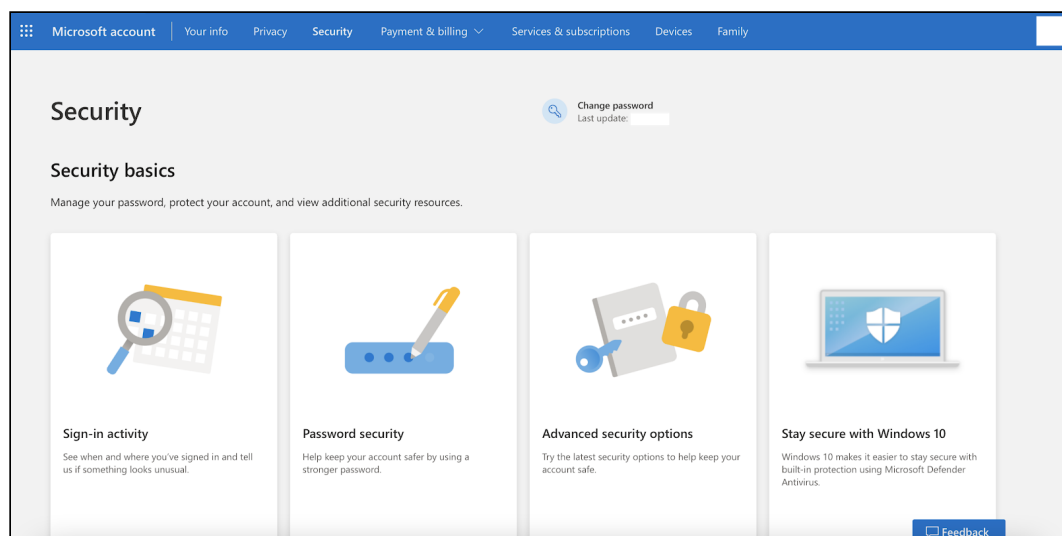 Microsoft account Your info Privacy Security Payment & billing Services & subscriptions Devices Family
Security
Change password
Last update:
Security basics
Manage your password, protect your account, and view additional security resources.
Sign-in activity
See when and where you've signed in and tell
us if something looks unusual.
Password security
Help keep your account safer by using a
stronger password.
Advanced security options
Try the latest security options to help keep your
account safe.
Stay secure with Windows 10
Windows 10 makes it easier to stay secure with
built-in protection using Microsoft Defender
Antivirus.
Feedback